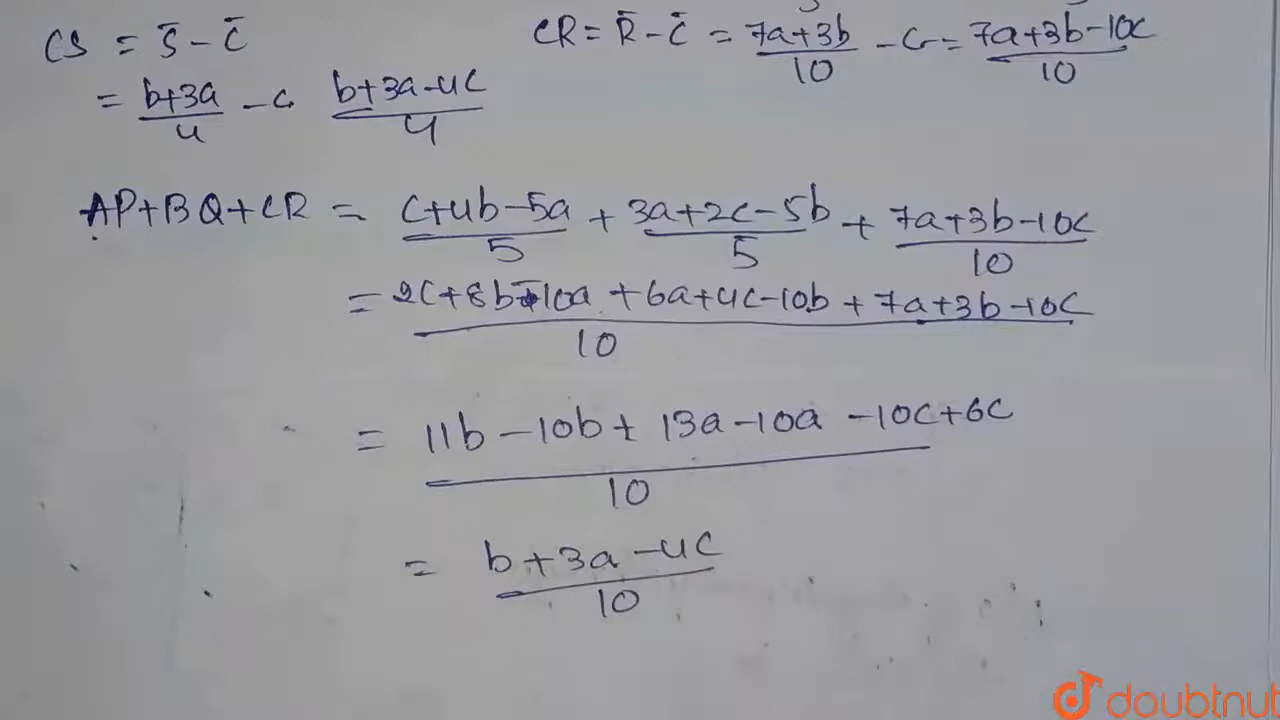 CS = S̄ - C̄
CR = R̄ - C̄ = 7a+3b/10 - C = 7a+3b-10c/10
= b+3a/4 - c b+3a-4c/4
AP+BQ+CR = c+4b-5a/5 + 3a+2c-5b/5 + 7a+3b-10c/10
= 2c+8b-10a+6a+4c-10b+7a+3b-10c/10
= 11b-10b+13a-10a-10c+6c/10
= b+3a-4c/10
doubtnut